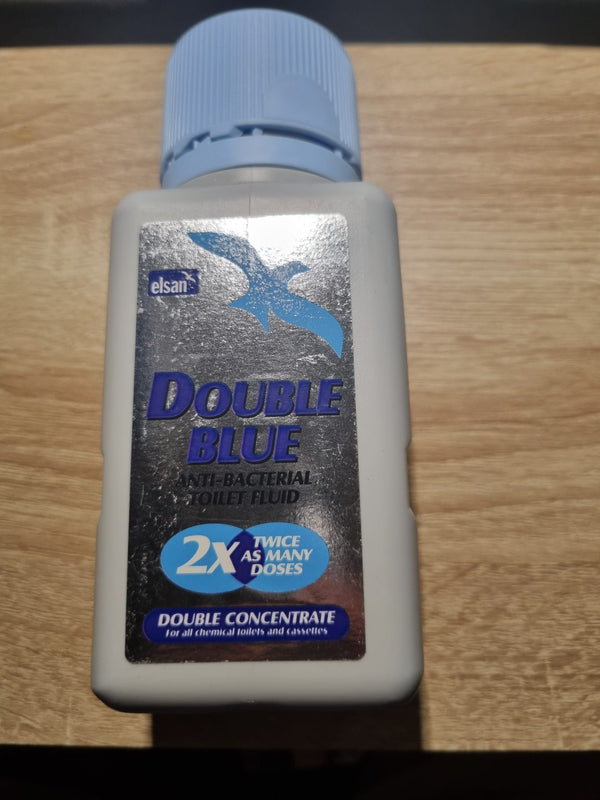 elsan
DOUBLE
BLUE
ANTI-BACTERIAL
TOILET FLUID
2x
TWICE
AS MANY
DOSES
DOUBLE CONCENTRATE
For all chemical toilets and cassettes